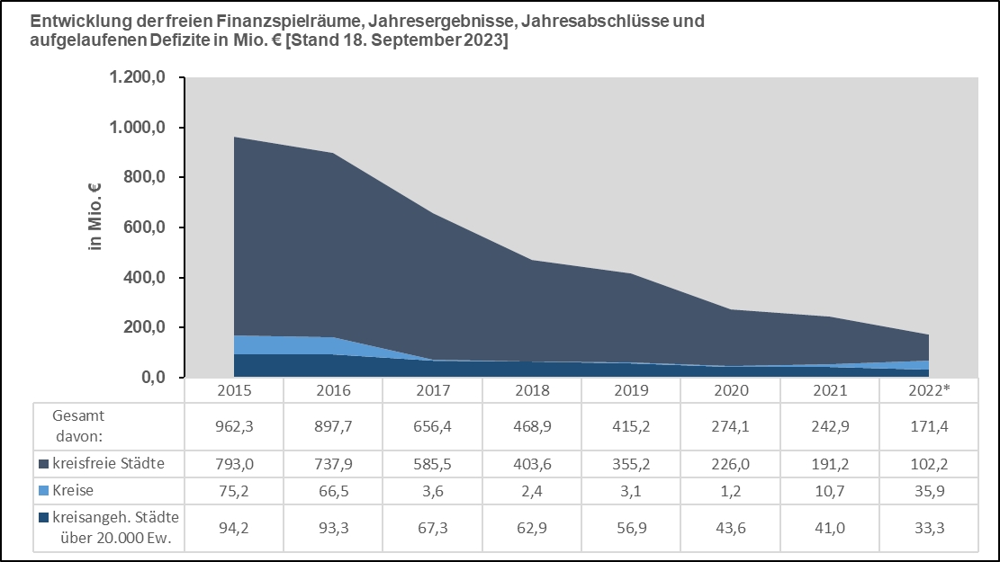 Entwicklung der freien Finanzspielräume, Jahresergebnisse, Jahresabschlüsse und
aufgelaufenen Defizite in Mio. € [Stand 18. September 2023]
in Mio. €
1.200,0
1.000,0
800,0
600,0
400,0
200,0
0,0
2015 2016 2017 2018 2019 2020 2021 2022*
Gesamt
davon:
962,3 897,7 656,4 468,9 415,2 274,1 242,9 171,4
kreisfreie Städte 793,0 737,9 585,5 403,6 355,2 226,0 191,2 102,2
Kreise 75,2 66,5 3,6 2,4 3,1 1,2 10,7 35,9
kreisangeh. Städte
über 20.000 Ew.
94,2 93,3 67,3 62,9 56,9 43,6 41,0 33,3